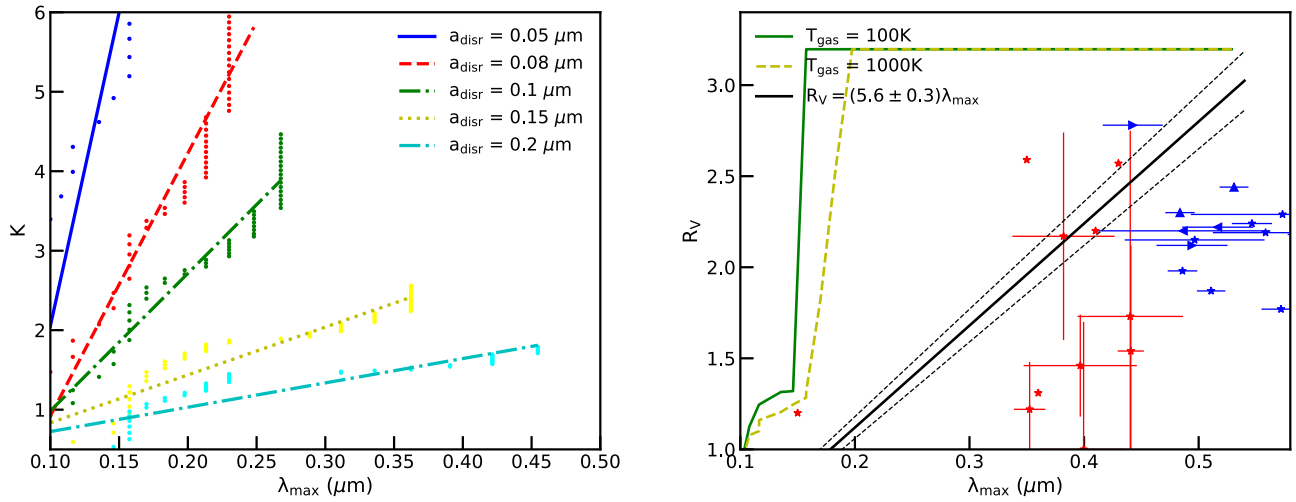 6
5
4
3
2
1
K
0.10 0.15 0.20 0.25 0.30 0.35 0.40 0.45 0.50
λmax (μm)
adisr = 0.05 μm
adisr = 0.08 μm
adisr = 0.1 μm
adisr = 0.15 μm
adisr = 0.2 μm
3.0
2.5
2.0
1.5
1.0
RV
0.1 0.2 0.3 0.4 0.5
λmax (μm)
Tgas = 100K
Tgas = 1000K
RV = (5.6 ± 0.3)λmax